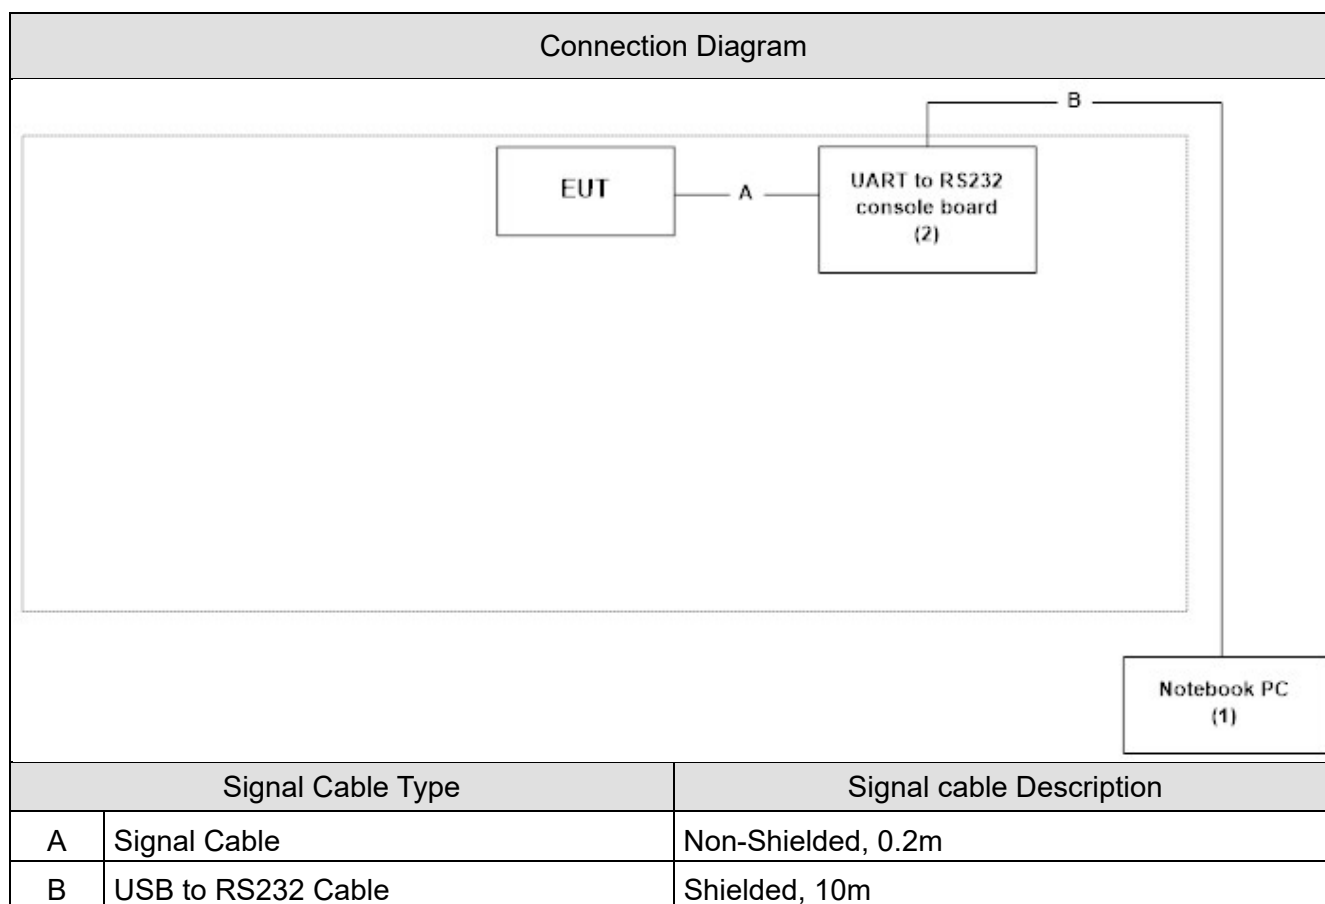 Connection Diagram
B
EUT
A
UART to RS232
console board
(2)
Notebook PC
(1)
Signal Cable Type Signal cable Description
A Signal Cable Non-Shielded, 0.2m
B USB to RS232 Cable Shielded, 10m